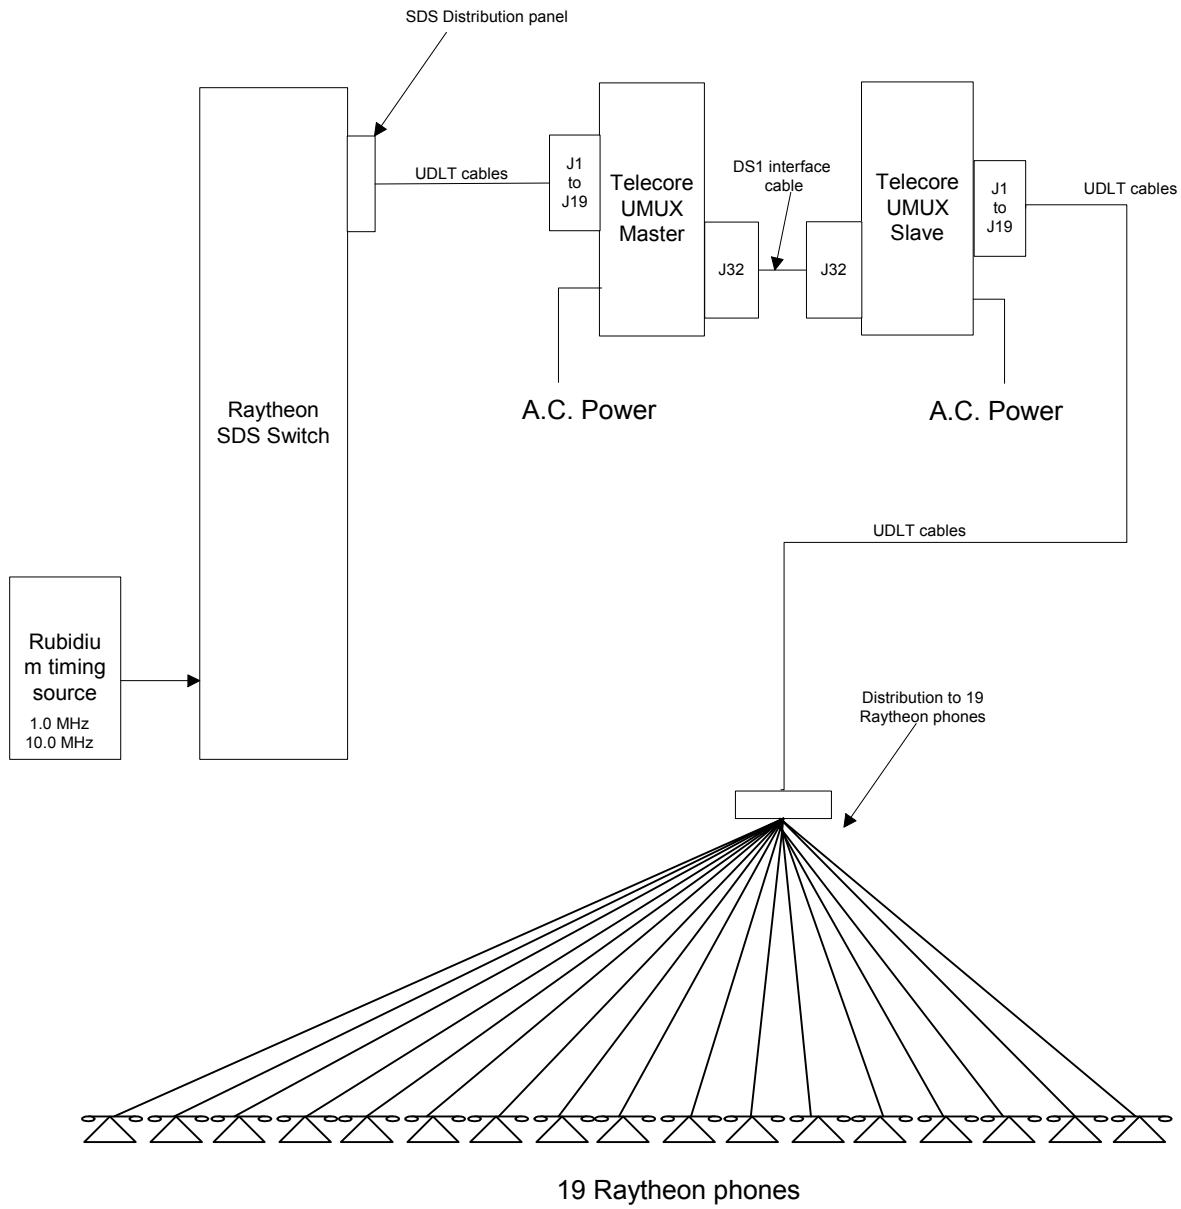 SDS Distribution panel
UDLT cables
J1
to
J19
Telecore
UMUX
Master
J32
DS1 interface
cable
J32
Telecore
UMUX
Slave
J1
to
J19
UDLT cables
A.C. Power
A.C. Power
Raytheon
SDS Switch
UDLT cables
Rubidiu
m timing
source
1.0 MHz
10.0 MHz
Distribution to 19
Raytheon phones
19 Raytheon phones